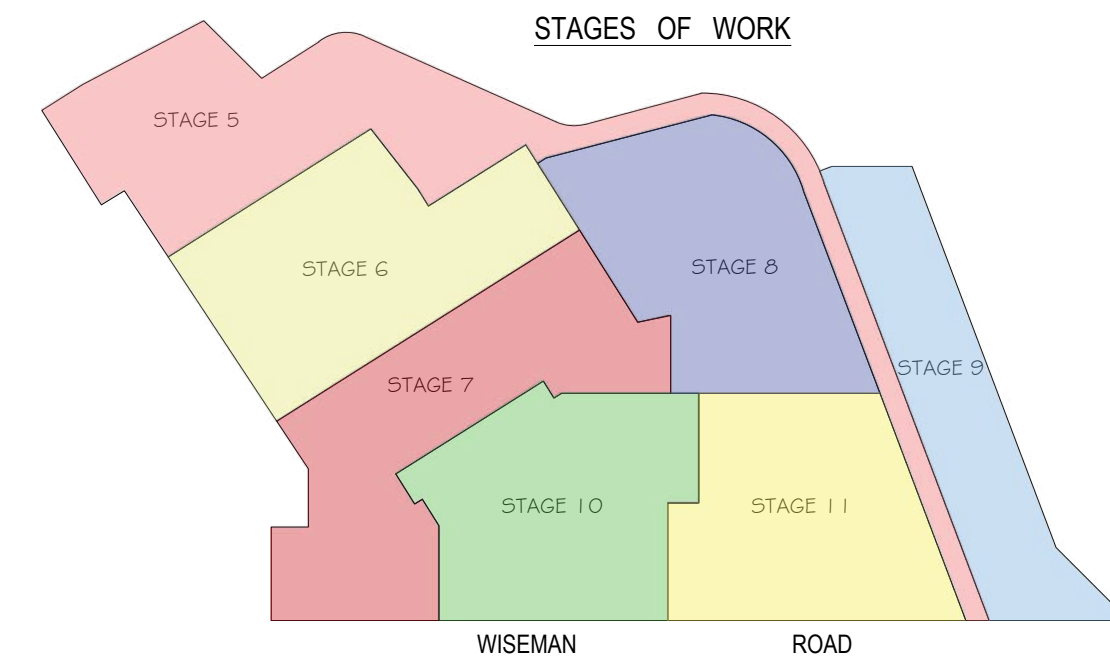 STAGES OF WORK
STAGE 5
STAGE 6
STAGE 8
STAGE 9
STAGE 7
STAGE 10
STAGE 11
WISEMAN ROAD